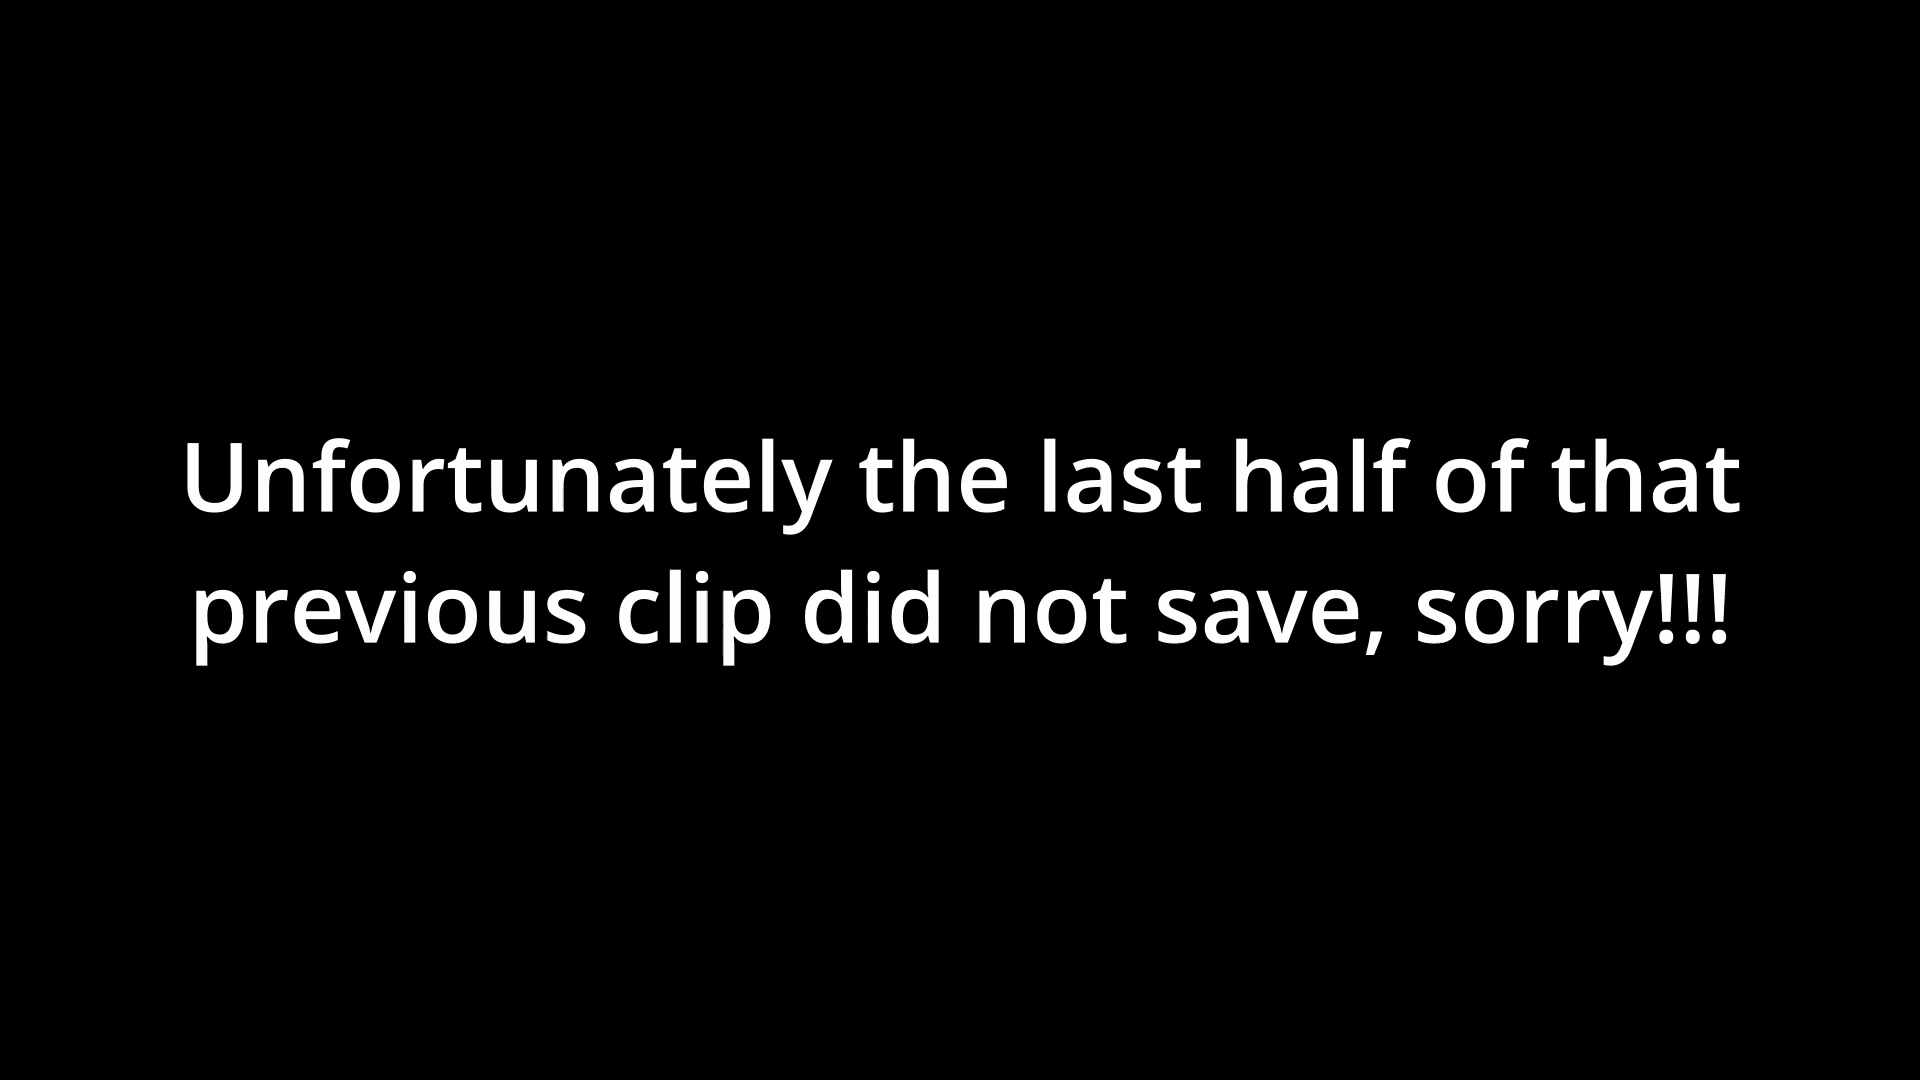 Unfortunately the last half of that
previous clip did not save, sorry!!!